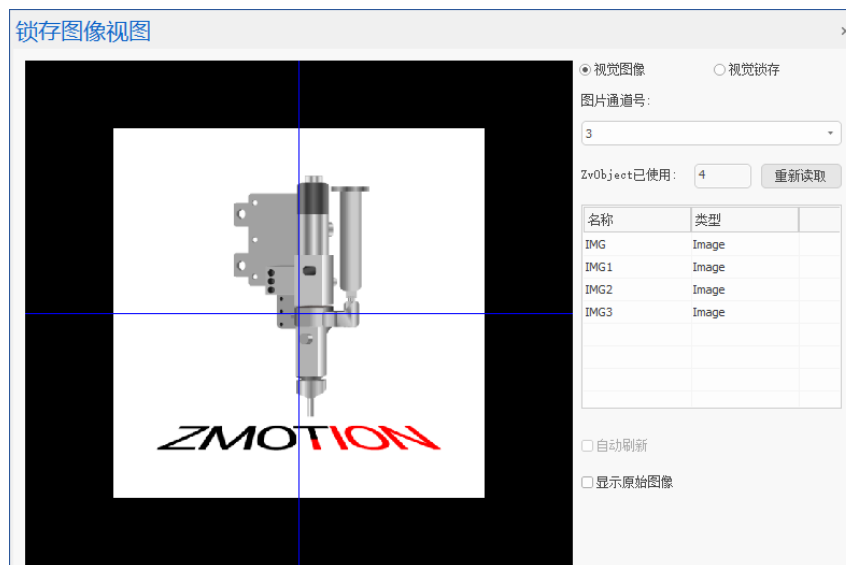 锁存图像视图
视觉图像 视觉锁存
图片通道号:
3
ZvObject已使用: 4 重新读取
名称 类型
IMG Image
IMG1 Image
IMG2 Image
IMG3 Image
自动刷新
显示原始图像
ZMOTION